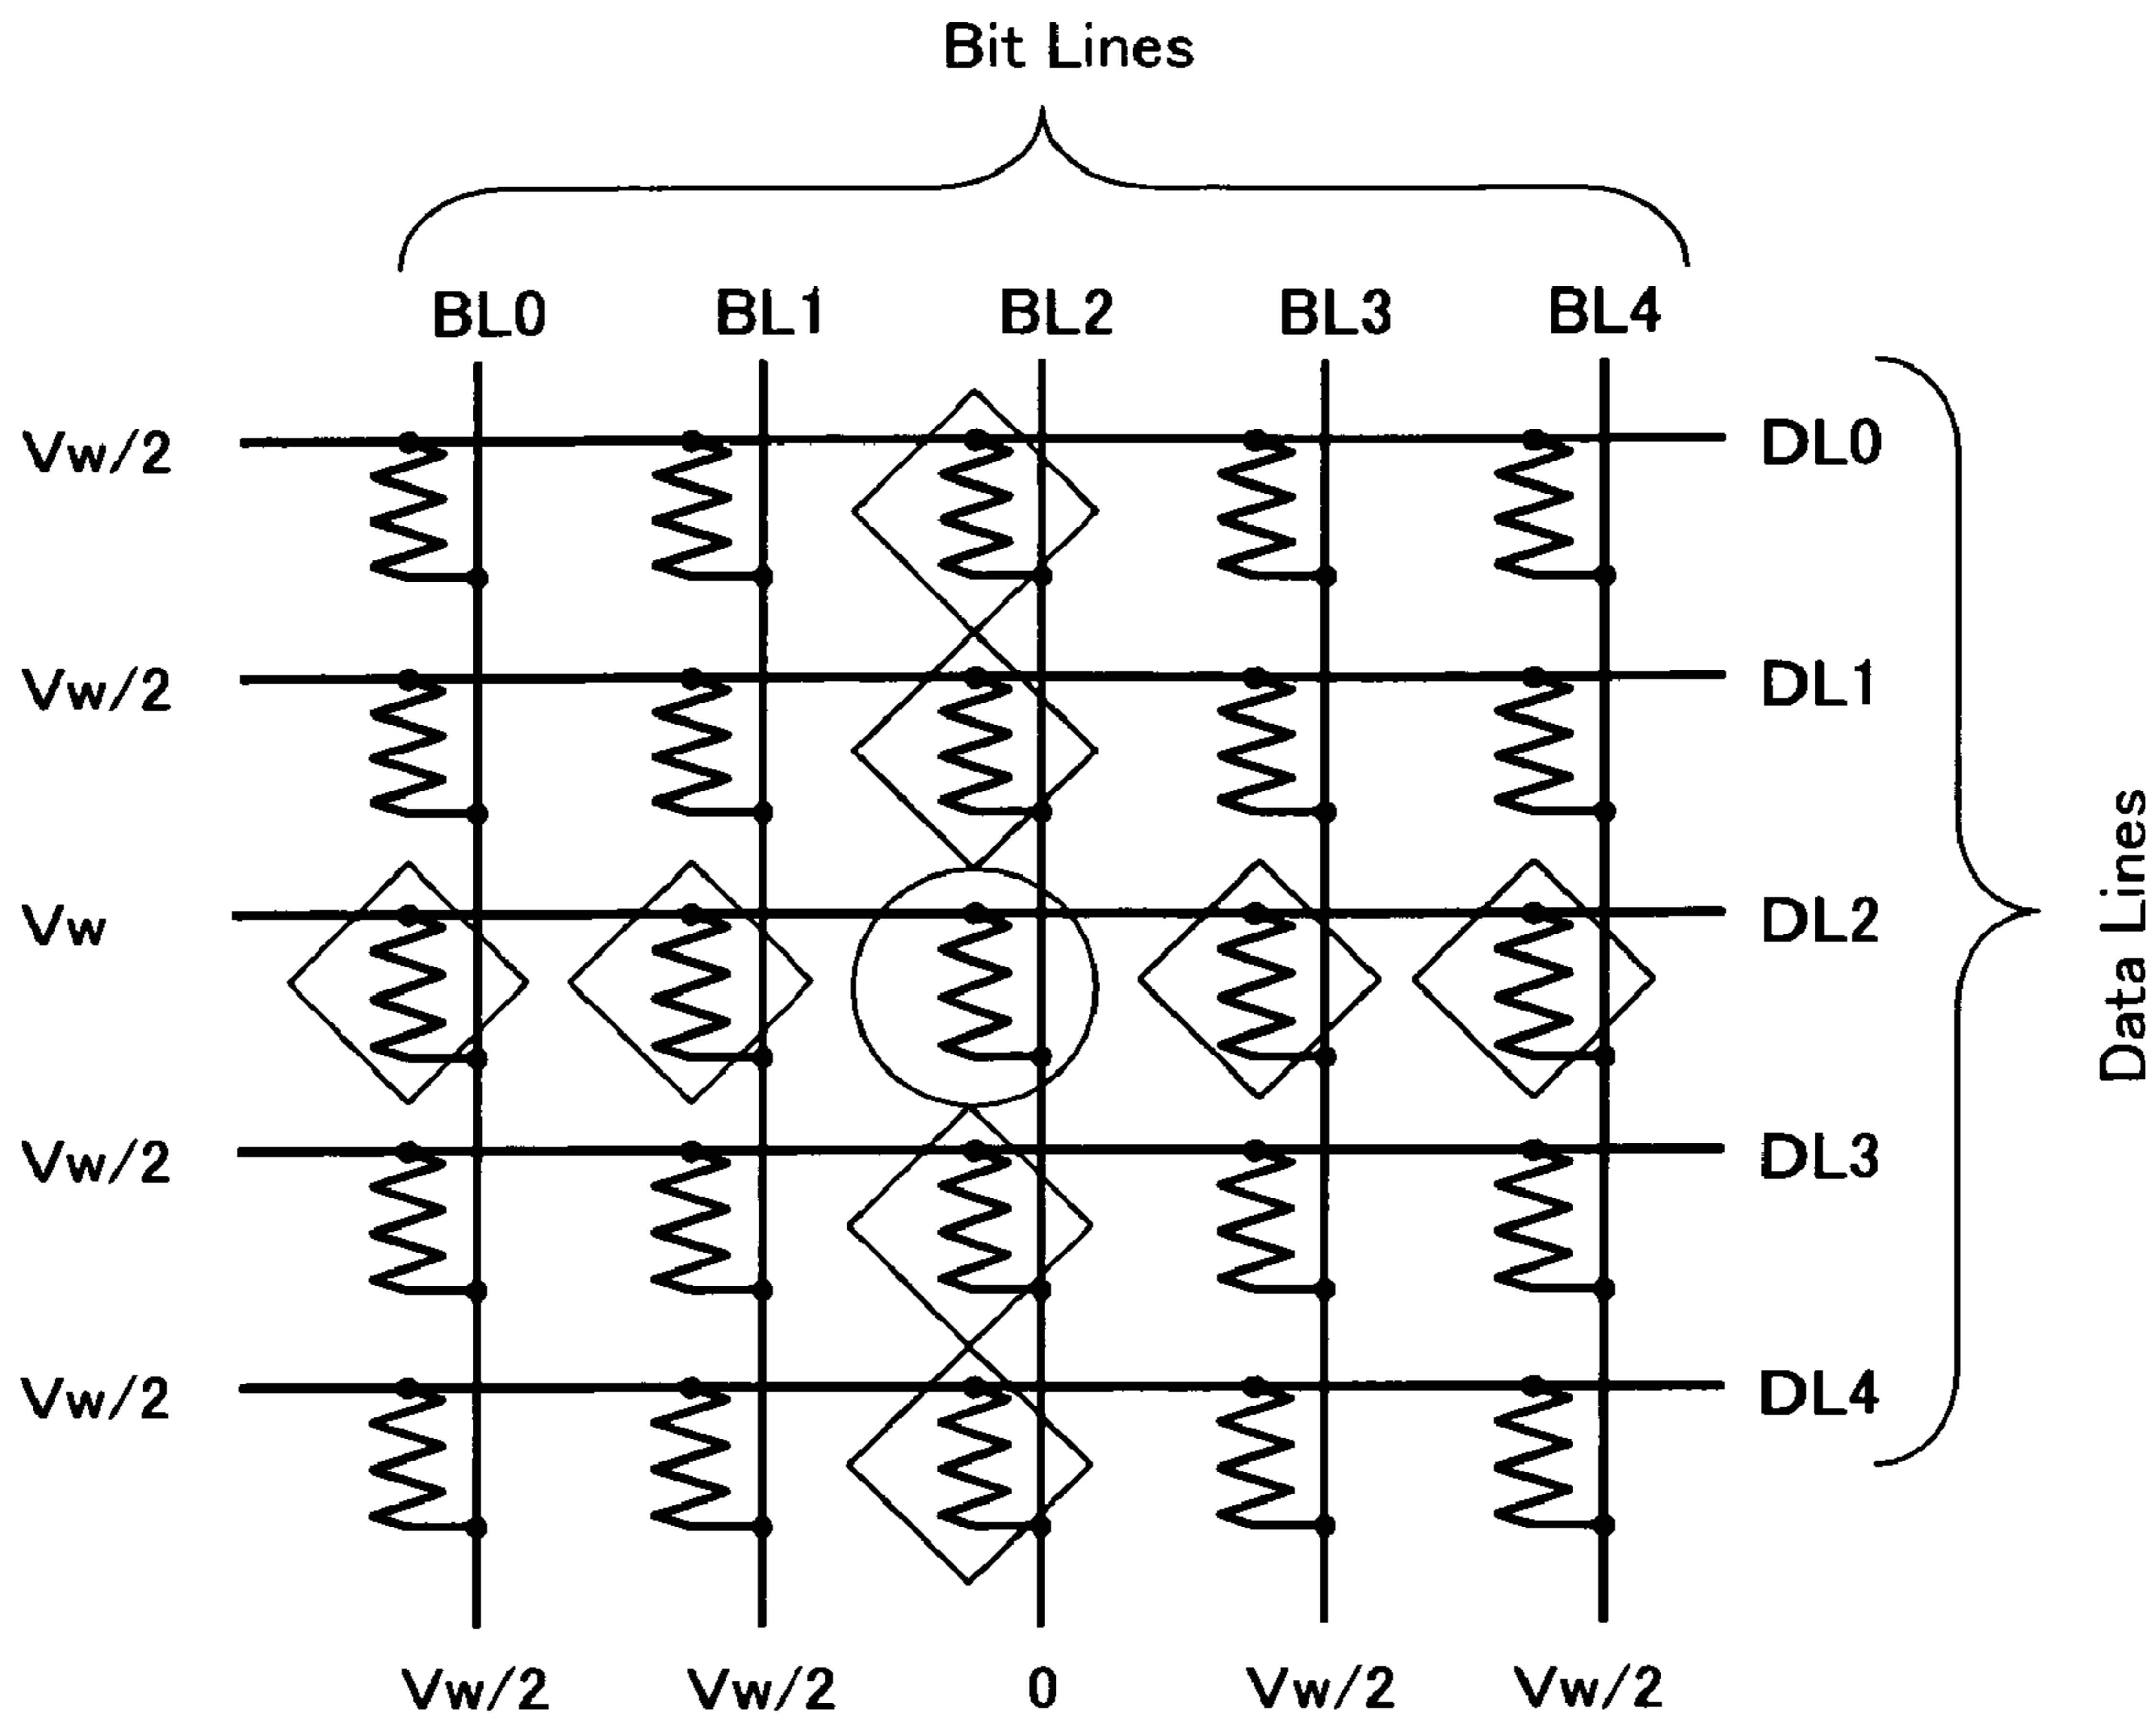 Bit Lines
BL0 BL1 BL2 BL3 BL4
Vw/2 DL0
Vw/2 DL1
Vw DL2
Vw/2 DL3
Vw/2 DL4
Data Lines
Vw/2 Vw/2 0 Vw/2 Vw/2